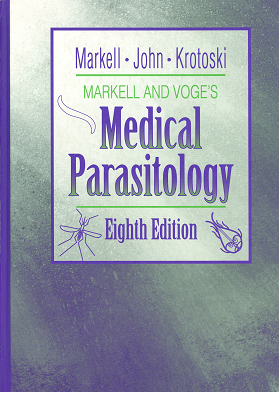 Markell • John • Krotoski
MARKELL AND VOGE'S
Medical
Parasitology
Eighth Edition